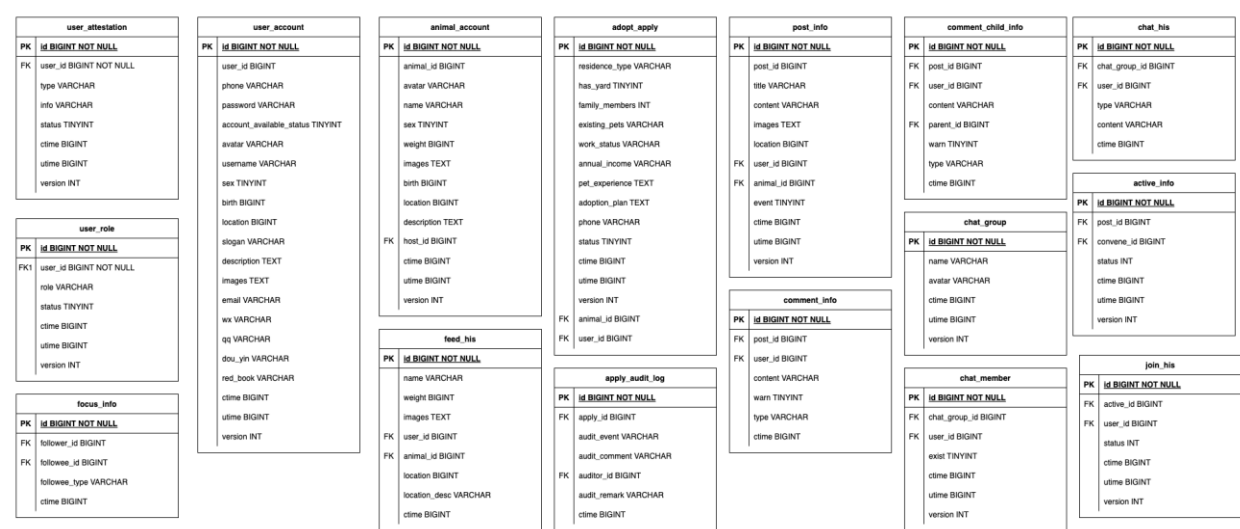 user_attestation
PK id BIGINT NOT NULL
FK user_id BIGINT NOT NULL
type VARCHAR
info VARCHAR
status TINYINT
ctime BIGINT
utime BIGINT
version INT
user_role
PK id BIGINT NOT NULL
FK1 user_id BIGINT NOT NULL
role VARCHAR
status TINYINT
ctime BIGINT
utime BIGINT
version INT
focus_info
PK id BIGINT NOT NULL
FK follower_id BIGINT
FK followee_id BIGINT
followee_type VARCHAR
ctime BIGINT
user_account
PK id BIGINT NOT NULL
user_id BIGINT
phone VARCHAR
password VARCHAR
account_available_status TINYINT
avatar VARCHAR
username VARCHAR
sex TINYINT
birth BIGINT
location BIGINT
slogan VARCHAR
description TEXT
images TEXT
email VARCHAR
wx VARCHAR
qq VARCHAR
dou_yin VARCHAR
red_book VARCHAR
ctime BIGINT
utime BIGINT
version INT
animal_account
PK id BIGINT NOT NULL
animal_id BIGINT
avatar VARCHAR
name VARCHAR
sex TINYINT
weight BIGINT
images TEXT
birth BIGINT
location BIGINT
description TEXT
FK host_id BIGINT
ctime BIGINT
utime BIGINT
version INT
feed_his
PK id BIGINT NOT NULL
name VARCHAR
weight BIGINT
images TEXT
FK user_id BIGINT
FK animal_id BIGINT
location BIGINT
location_desc VARCHAR
ctime BIGINT
adopt_apply
PK id BIGINT NOT NULL
residence_type VARCHAR
has_yard TINYINT
family_members INT
existing_pets VARCHAR
work_status VARCHAR
annual_income VARCHAR
pet_experience TEXT
adoption_plan TEXT
phone VARCHAR
status TINYINT
ctime BIGINT
utime BIGINT
version INT
FK animal_id BIGINT
FK user_id BIGINT
apply_audit_log
PK id BIGINT NOT NULL
FK apply_id BIGINT
audit_event VARCHAR
audit_comment VARCHAR
FK auditor_id BIGINT
audit_remark VARCHAR
ctime BIGINT
post_info
PK id BIGINT NOT NULL
post_id BIGINT
title VARCHAR
content VARCHAR
images TEXT
location BIGINT
FK user_id BIGINT
FK animal_id BIGINT
event TINYINT
ctime BIGINT
utime BIGINT
version INT
comment_info
PK id BIGINT NOT NULL
FK post_id BIGINT
FK user_id BIGINT
content VARCHAR
warn TINYINT
type VARCHAR
ctime BIGINT
comment_child_info
PK id BIGINT NOT NULL
FK post_id BIGINT
FK user_id BIGINT
content VARCHAR
FK parent_id BIGINT
warn TINYINT
type VARCHAR
ctime BIGINT
chat_group
PK id BIGINT NOT NULL
name VARCHAR
avatar VARCHAR
ctime BIGINT
utime BIGINT
version INT
chat_member
PK id BIGINT NOT NULL
FK chat_group_id BIGINT
FK user_id BIGINT
exist TINYINT
ctime BIGINT
utime BIGINT
version INT
chat_his
PK id BIGINT NOT NULL
FK chat_group_id BIGINT
FK user_id BIGINT
type VARCHAR
content VARCHAR
ctime BIGINT
active_info
PK id BIGINT NOT NULL
FK post_id BIGINT
FK convene_id BIGINT
status INT
ctime BIGINT
utime BIGINT
version INT
join_his
PK id BIGINT NOT NULL
FK active_id BIGINT
FK user_id BIGINT
status INT
ctime BIGINT
utime BIGINT
version INT